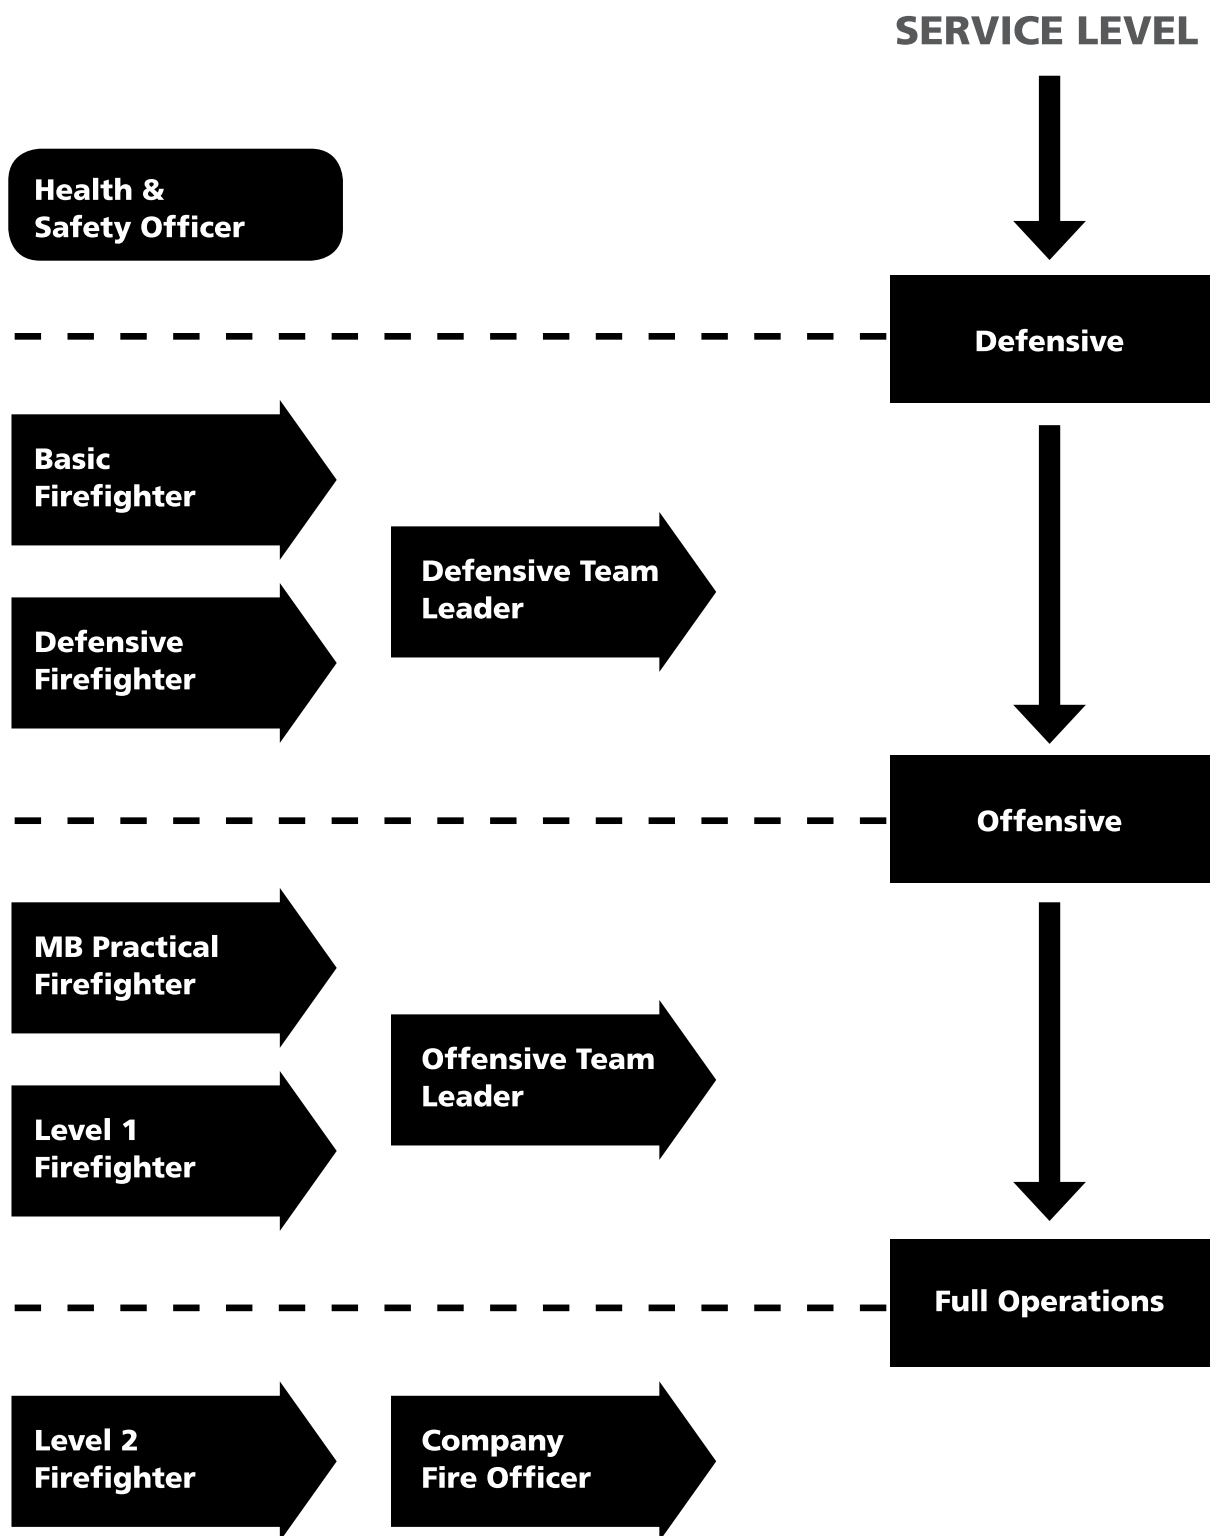 SERVICE LEVEL
Health &
Safety Officer
Defensive
Basic
Firefighter
Defensive Team
Leader
Defensive
Firefighter
Offensive
MB Practical
Firefighter
Offensive Team
Leader
Level 1
Firefighter
Full Operations
Level 2
Firefighter
Company
Fire Officer